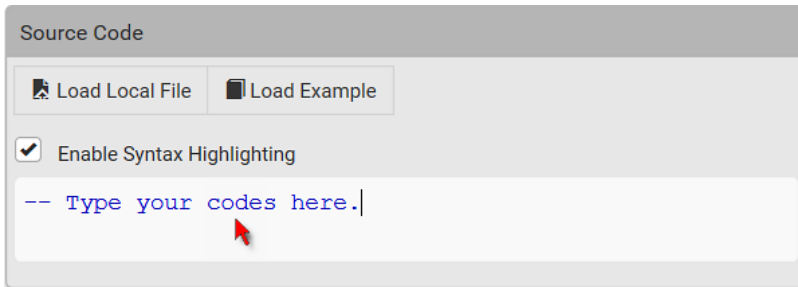 Source Code
Load Local File Load Example
Enable Syntax Highlighting
-- Type your codes here.